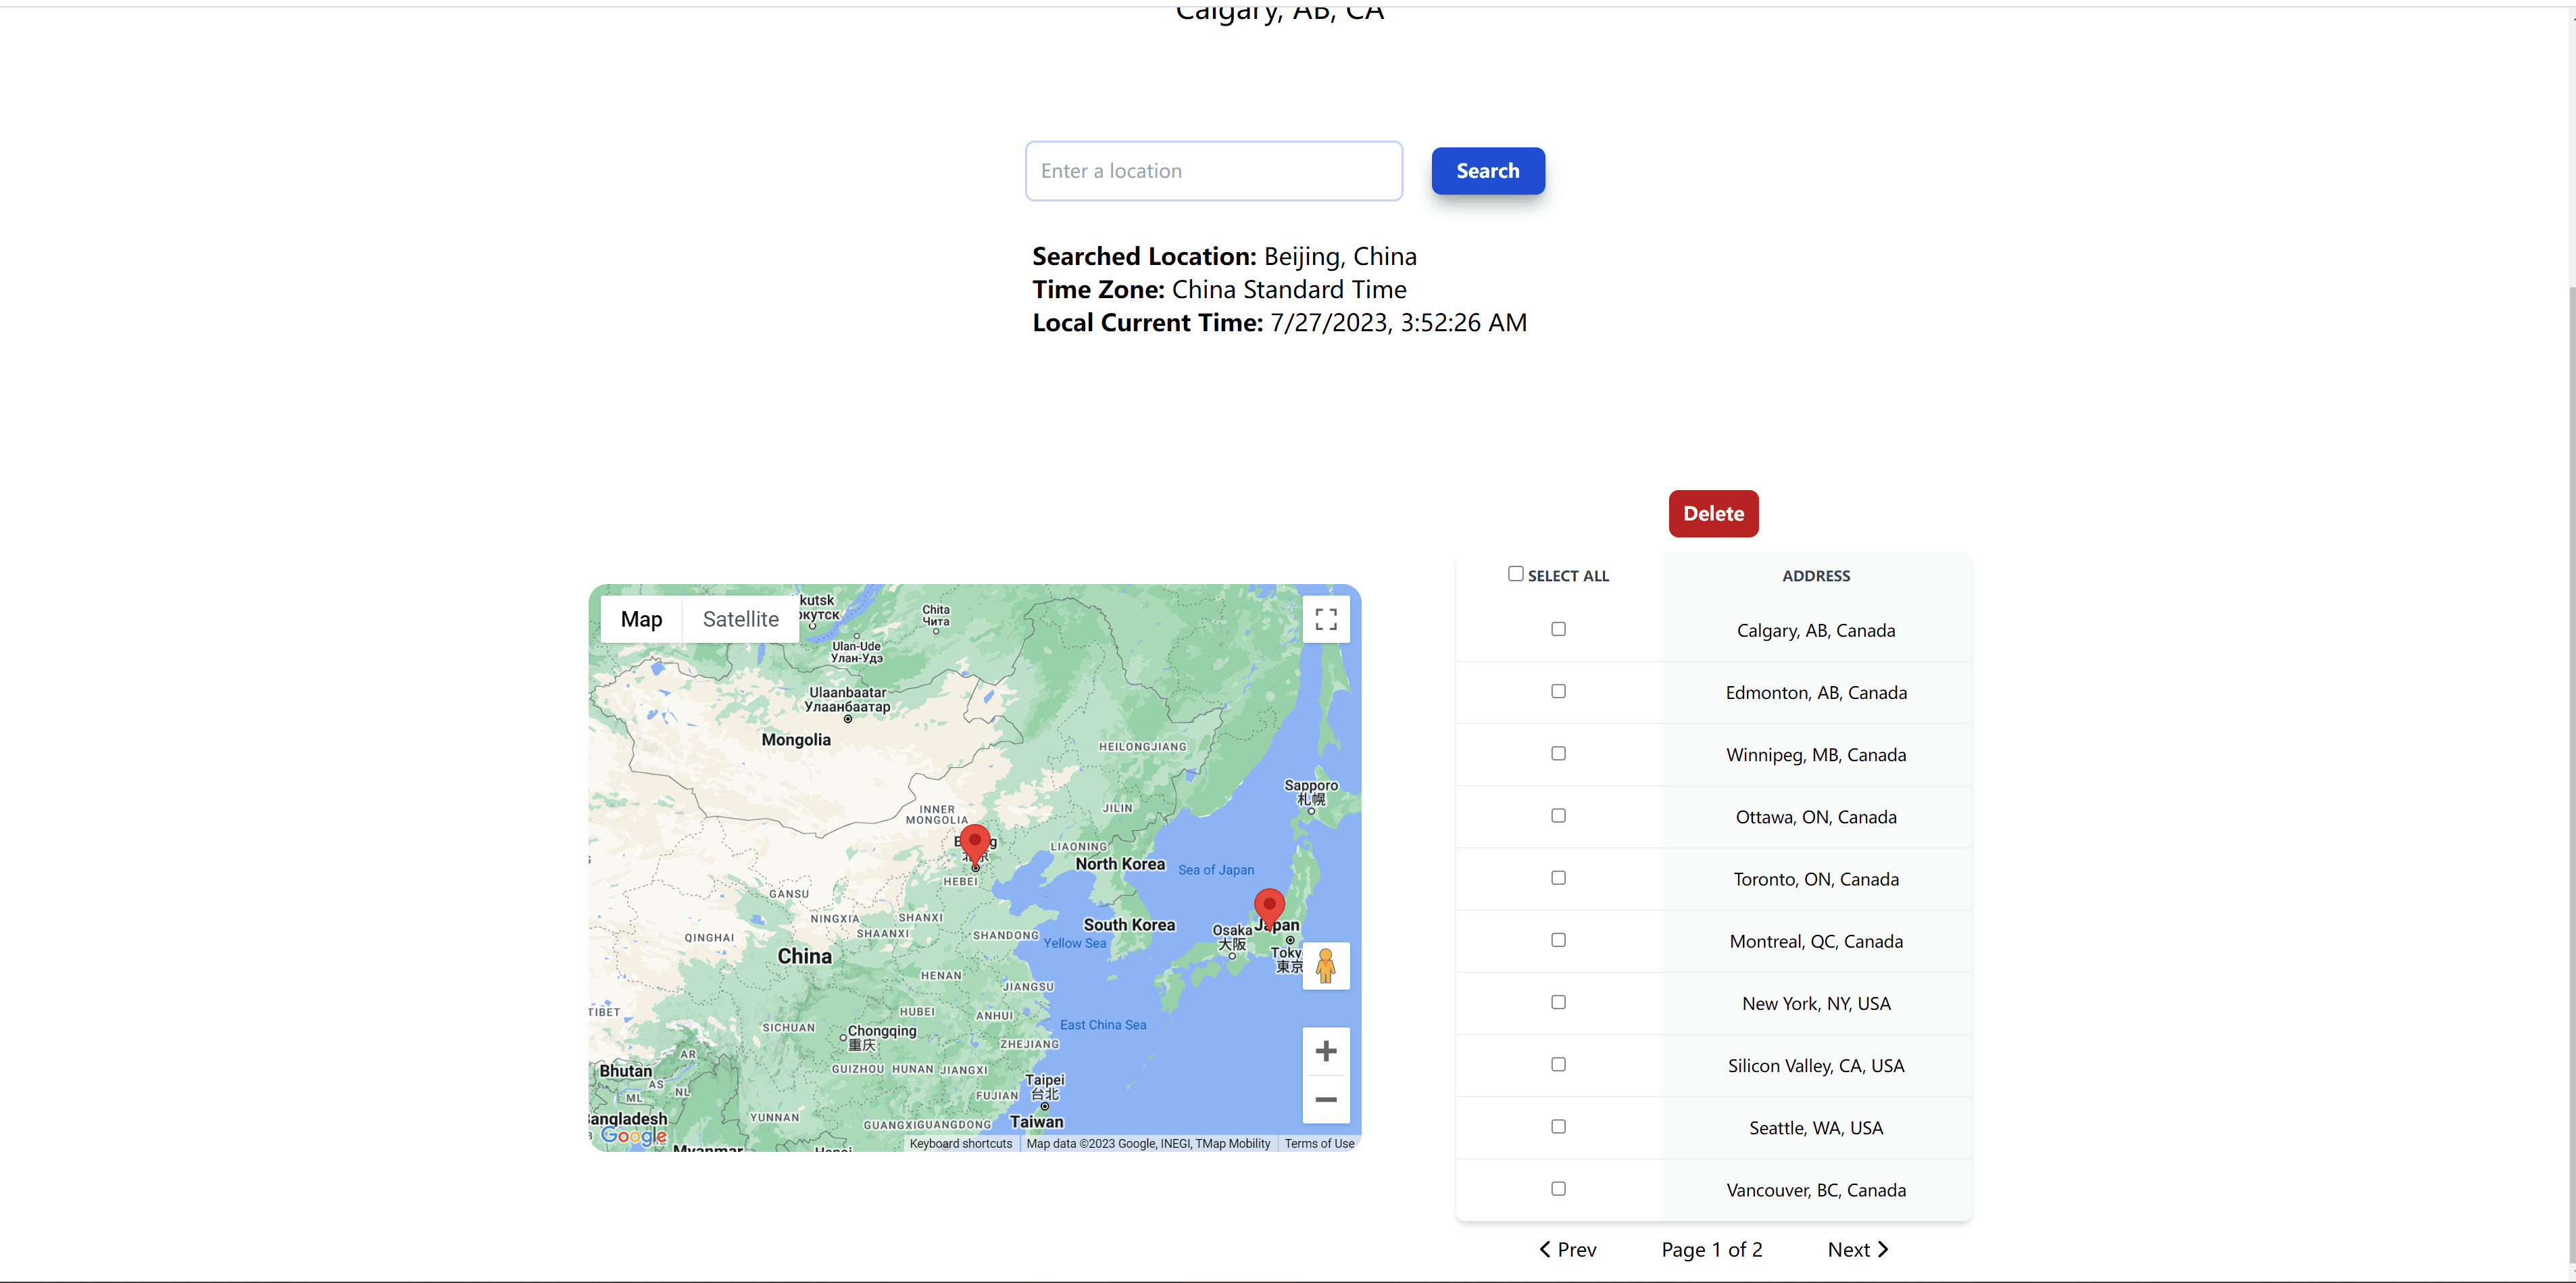 Calgary, AB, CA
Enter a location
Search
Searched Location: Beijing, China
Time Zone: China Standard Time
Local Current Time: 7/27/2023, 3:52:26 AM
Delete
SELECT ALL
ADDRESS
Calgary, AB, Canada
Edmonton, AB, Canada
Winnipeg, MB, Canada
Ottawa, ON, Canada
Toronto, ON, Canada
Montreal, QC, Canada
New York, NY, USA
Silicon Valley, CA, USA
Seattle, WA, USA
Vancouver, BC, Canada
Prev
Page 1 of 2
Next
Map
Satellite
kutsk
Chita
Чита
Ulan-Ude
Улан-Удэ
Ulaanbaatar
Улаанбаатар
Mongolia
HEILONGJIANG
Sapporo
札幌
INNER
MONGOLIA
JILIN
LIAONING
North Korea
Sea of Japan
HEBEI
GANSU
NINGXIA
SHANXI
SHAANXI
SHANDONG
South Korea
Yellow Sea
Osaka
大阪
Japan
Toky
東京
QINGHAI
China
HENAN
JIANGSU
TIBET
SICHUAN
HUBEI
ANHUI
East China Sea
Chongqing
重庆
ZHEJIANG
AR
Bhutan
AS
NL
ML
GUIZHOU
HUNAN
JIANGXI
Taipei
台北
FUJIAN
angladesh
YUNNAN
GUANGXI
GUANGDONG
Taiwan
Google
Myanmar
Hanoi
Keyboard shortcuts
Map data ©2023 Google, INEGI, TMap Mobility
Terms of Use